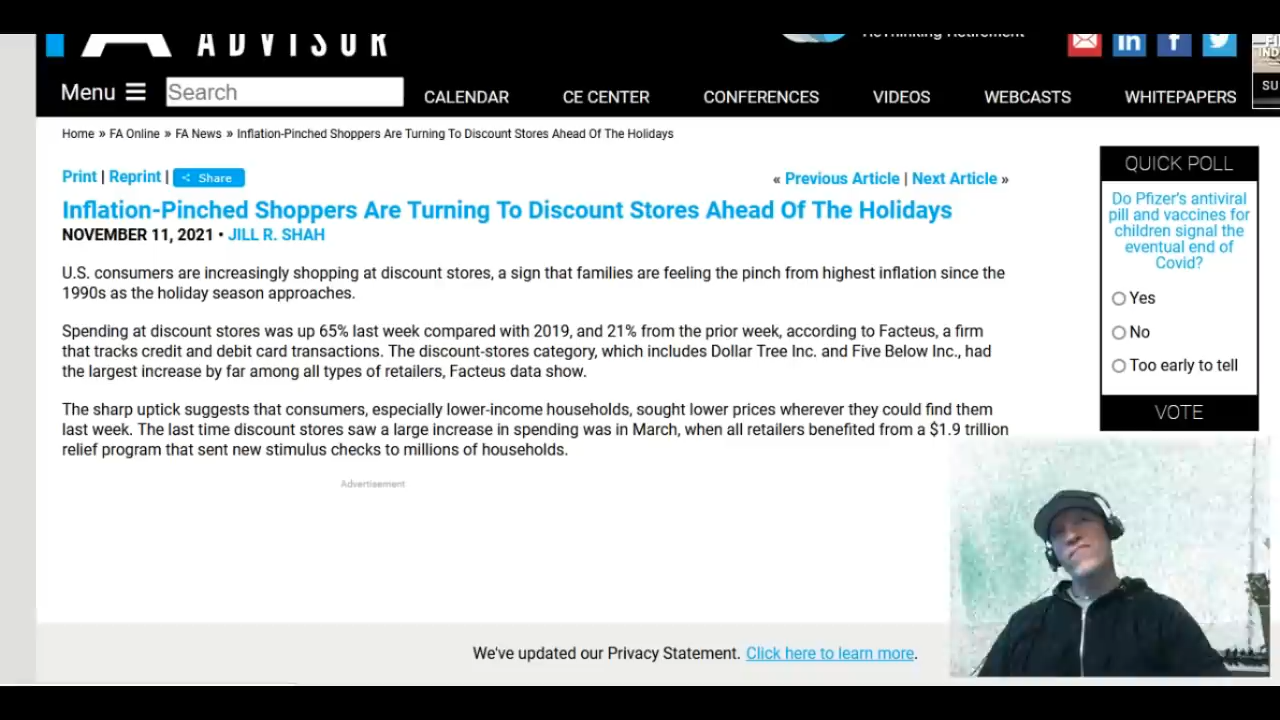 ADVISOR
Menu
Search
CALENDAR
CE CENTER
CONFERENCES
VIDEOS
WEBCASTS
WHITEPAPERS
SU
Home » FA Online » FA News » Inflation-Pinched Shoppers Are Turning To Discount Stores Ahead Of The Holidays
Print | Reprint | Share
« Previous Article | Next Article »
Inflation-Pinched Shoppers Are Turning To Discount Stores Ahead Of The Holidays
NOVEMBER 11, 2021 • JILL R. SHAH
U.S. consumers are increasingly shopping at discount stores, a sign that families are feeling the pinch from highest inflation since the
1990s as the holiday season approaches.
Spending at discount stores was up 65% last week compared with 2019, and 21% from the prior week, according to Facteus, a firm
that tracks credit and debit card transactions. The discount-stores category, which includes Dollar Tree Inc. and Five Below Inc., had
the largest increase by far among all types of retailers, Facteus data show.
The sharp uptick suggests that consumers, especially lower-income households, sought lower prices wherever they could find them
last week. The last time discount stores saw a large increase in spending was in March, when all retailers benefited from a $1.9 trillion
relief program that sent new stimulus checks to millions of households.
Advertisement
QUICK POLL
Do Pfizer's antiviral
pill and vaccines for
children signal the
eventual end of
Covid?
Yes
No
Too early to tell
VOTE
We've updated our Privacy Statement. Click here to learn more.